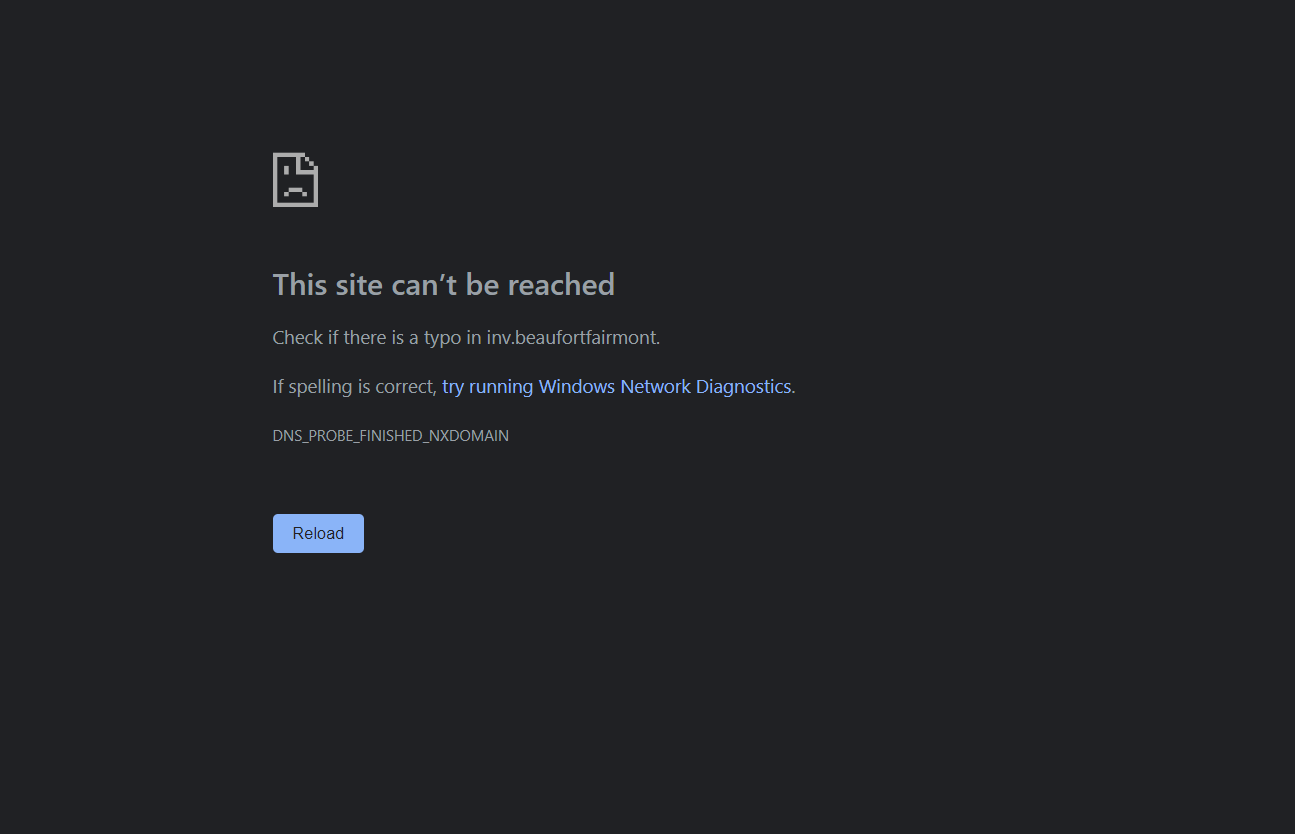 This site can’t be reached
Check if there is a typo in inv.beaufortfairmont.
If spelling is correct, try running Windows Network Diagnostics.
DNS_PROBE_FINISHED_NXDOMAIN
Reload